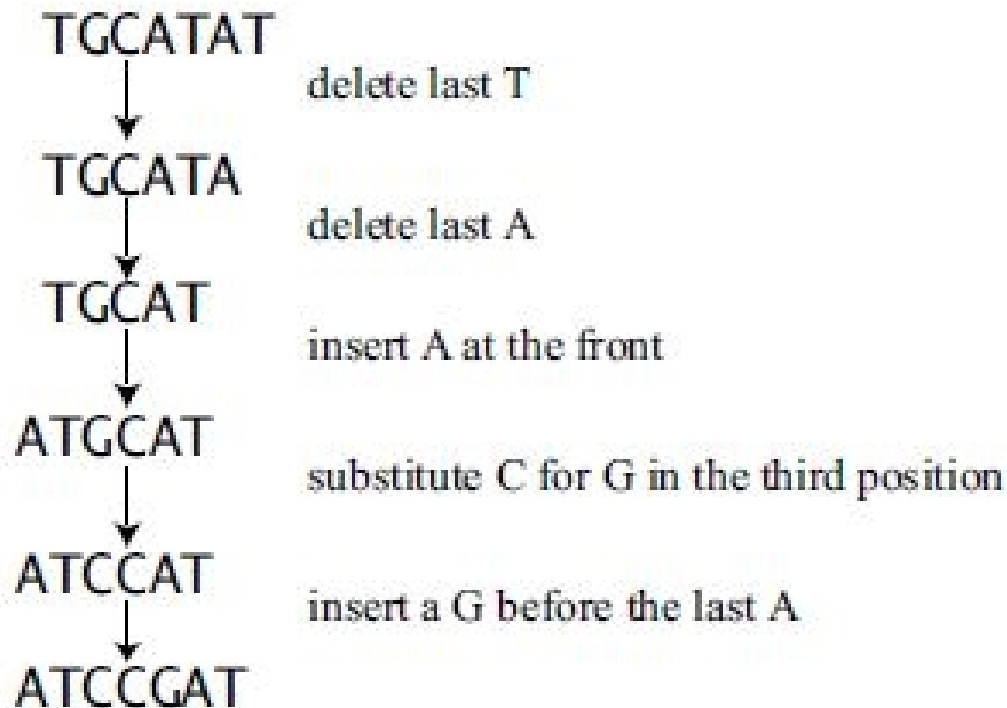 TGCATAT
delete last T
TGCATA
delete last A
TGCAT
insert A at the front
ATGCAT
substitute C for G in the third position
ATCCAT
insert a G before the last A
ATCCGAT